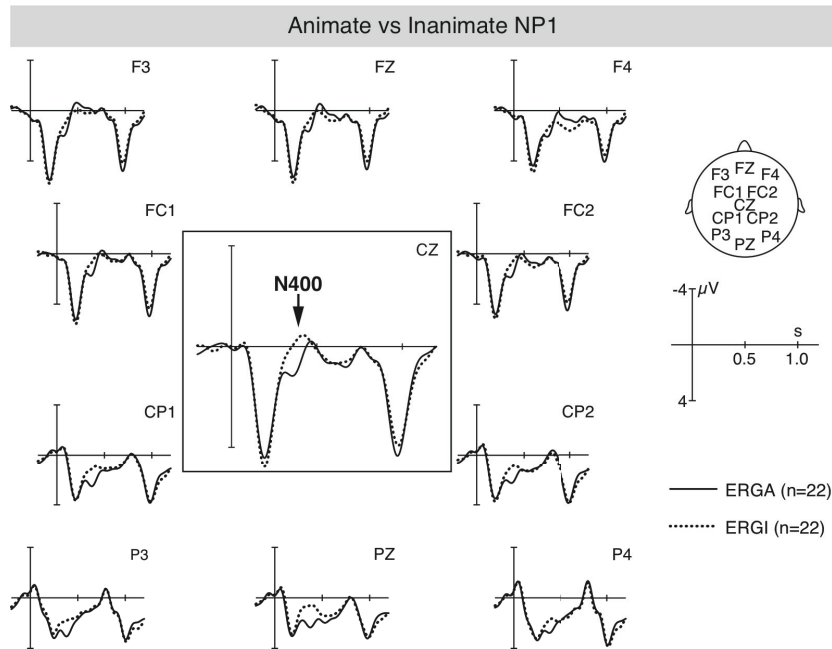 Animate vs Inanimate NP1
F3
FZ
F4
F3 FZ F4
FC1 FC2
CZ
CP1 CP2
P3 PZ P4
FC1
CZ
FC2
N400
-4 µV
s
0.5 1.0
4
CP1
CP2
ERGA (n=22)
ERGI (n=22)
P3
PZ
P4